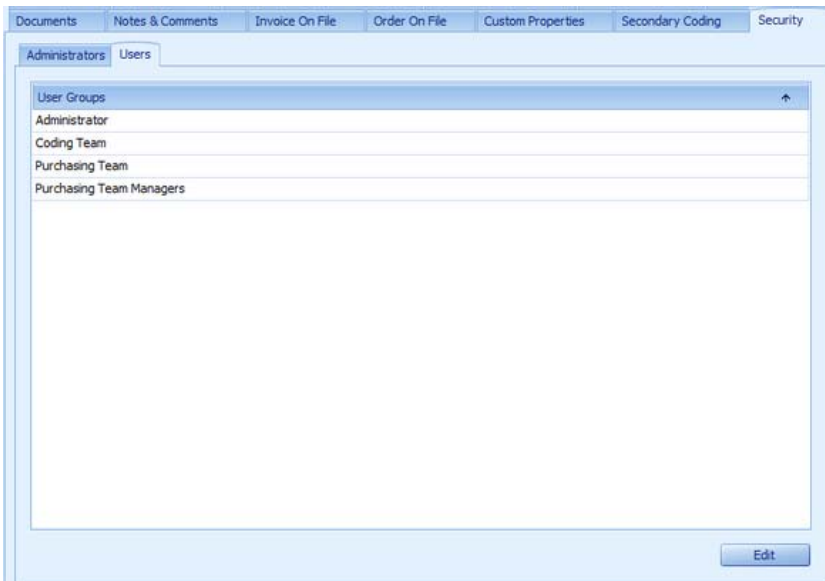 Documents Notes & Comments Invoice On File Order On File Custom Properties Secondary Coding Security
Administrators Users
User Groups
Administrator
Coding Team
Purchasing Team
Purchasing Team Managers
Edit